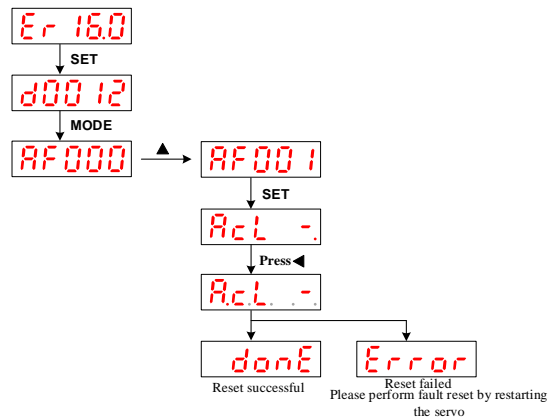 Er 16.0
SET
d0012
MODE
AF000
▲
AF001
SET
AcL -.
Press◀
A.c.L. . -.
donE
Error
Reset successful
Reset failed
Please perform fault reset by restarting
the servo